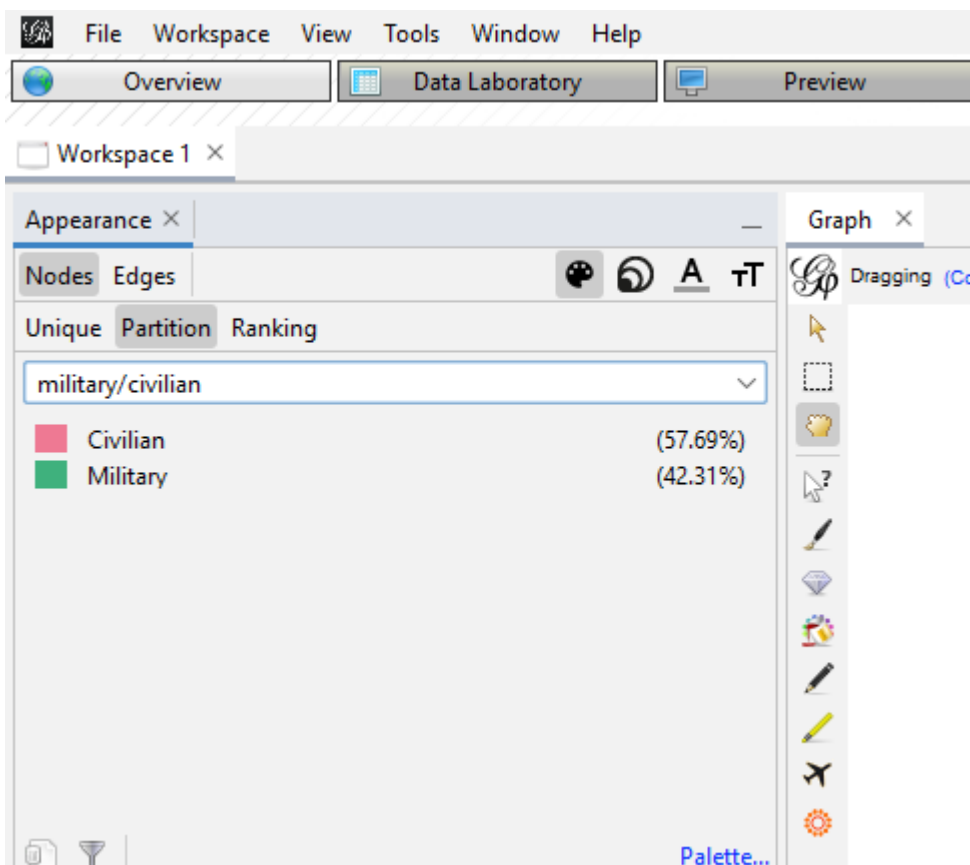 File Workspace View Tools Window Help
Overview Data Laboratory Preview
Workspace 1
Appearance Graph
Nodes Edges A TT Dragging
Unique Partition Ranking
military/civilian
Civilian (57.69%)
Military (42.31%)
?
Palette...